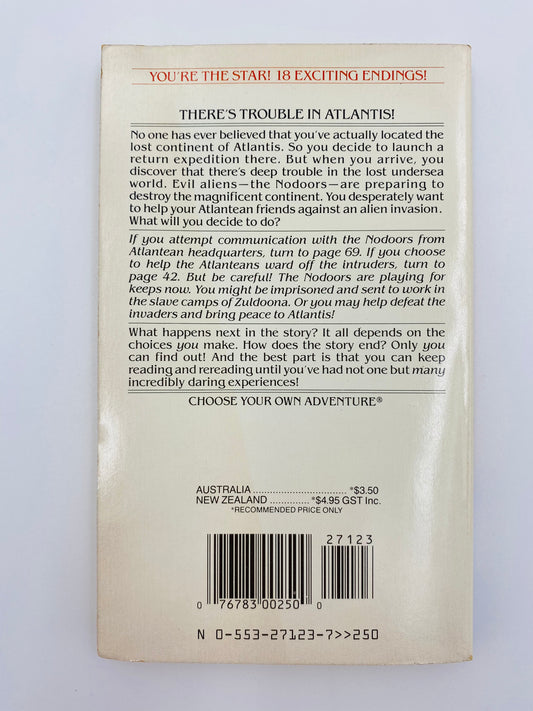 YOU'RE THE STAR! 18 EXCITING ENDINGS!
THERE'S TROUBLE IN ATLANTIS!
No one has ever believed that you've actually located the
lost continent of Atlantis. So you decide to launch a
return expedition there. But when you arrive, you
discover that there's deep trouble in the lost undersea
world. Evil aliens—the Nodoors—are preparing to
destroy the magnificent continent. You desperately want
to help your Atlantean friends against an alien invasion.
What will you decide to do?
If you attempt communication with the Nodoors from
Atlantean headquarters, turn to page 69. If you choose
to help the Atlanteans ward off the intruders, turn to
page 42. But be careful! The Nodoors are playing for
keeps now. You might be imprisoned and sent to work in
the slave camps of Zuldoona. Or you may help defeat the
invaders and bring peace to Atlantis!
What happens next in the story? It all depends on the
choices you make. How does the story end? Only you
can find out! And the best part is that you can keep
reading and rereading until you've had not one but many
incredibly daring experiences!
CHOOSE YOUR OWN ADVENTURE®
AUSTRALIA ................................ *$3.50
NEW ZEALAND ............. *$4.95 GST Inc.
*RECOMMENDED PRICE ONLY
27123
0 76783 00250 0
N 0-553-27123-7>>250